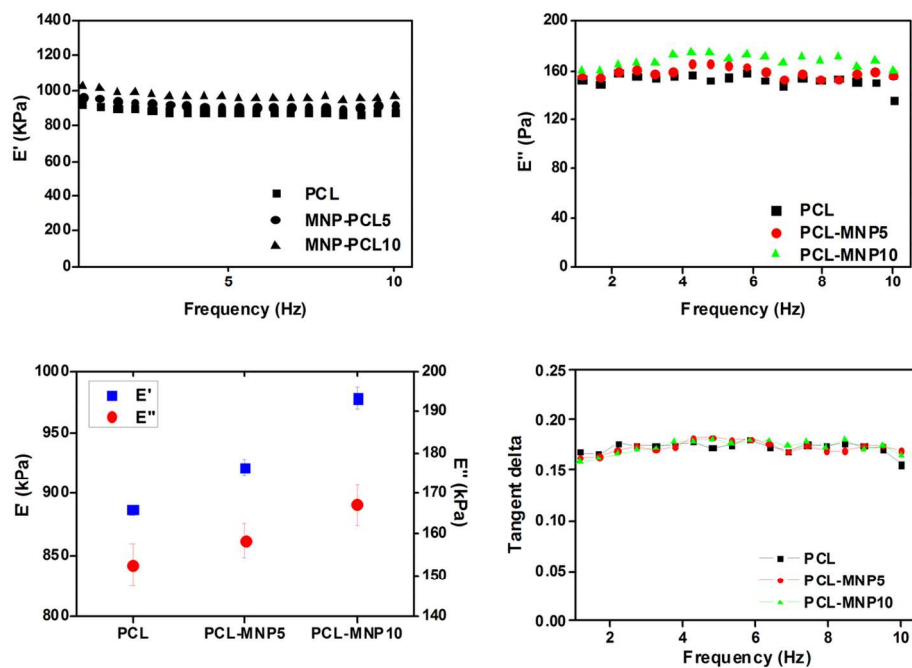 1400
1200
1000
800
600
400
200
0
E' (KPa)
PCL
MNP-PCL5
MNP-PCL10
5
10
Frequency (Hz)
200
160
120
80
40
0
E" (Pa)
PCL
PCL-MNP5
PCL-MNP10
2
4
6
8
10
Frequency (Hz)
1000
950
900
850
800
E' (kPa)
E'
E"
200
190
180
170
160
150
140
E" (kPa)
PCL
PCL-MNP5
PCL-MNP10
0.25
0.20
0.15
0.10
0.05
0.00
Tangent delta
PCL
PCL-MNP5
PCL-MNP10
2
4
6
8
10
Frequency (Hz)